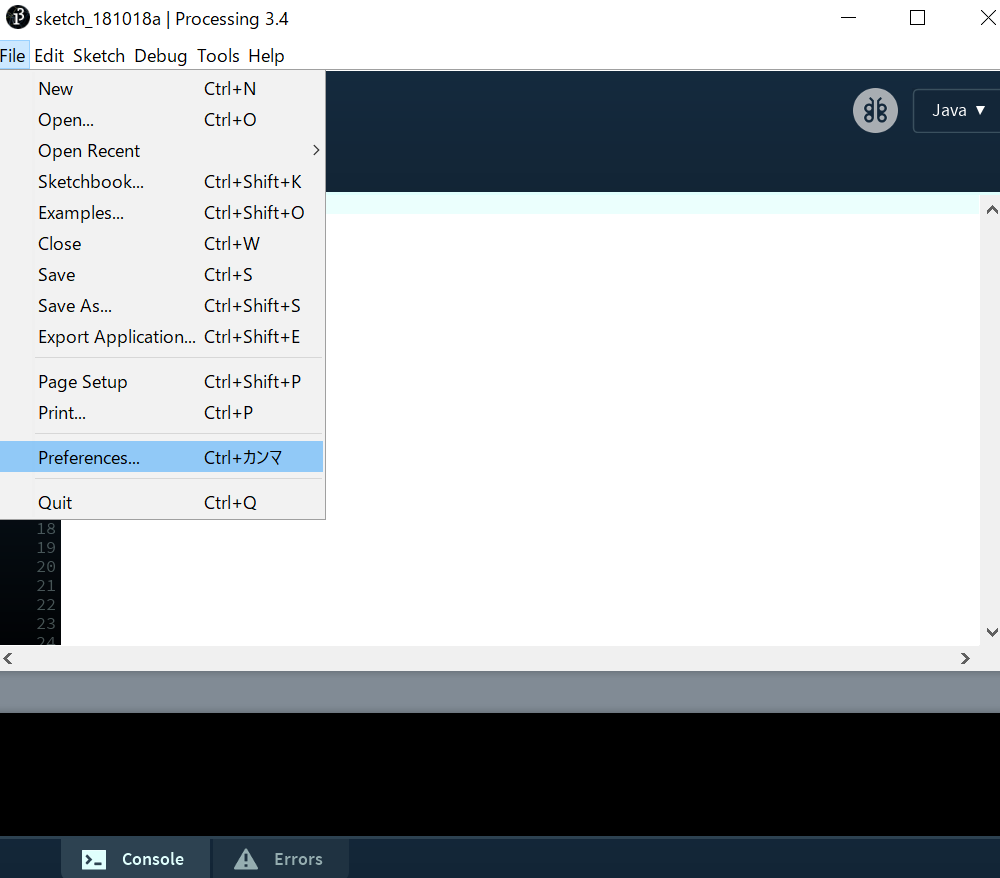 sketch_181018a | Processing 3.4
File Edit Sketch Debug Tools Help
New Ctrl+N
Open... Ctrl+O
Java ▼
Open Recent
Sketchbook... Ctrl+Shift+K
Examples... Ctrl+Shift+O
Close Ctrl+W
Save Ctrl+S
Save As... Ctrl+Shift+S
Export Application... Ctrl+Shift+E
Page Setup Ctrl+Shift+P
Print... Ctrl+P
Preferences... Ctrl+カンマ
Quit Ctrl+Q
18
19
20
21
22
23
24
Console Errors